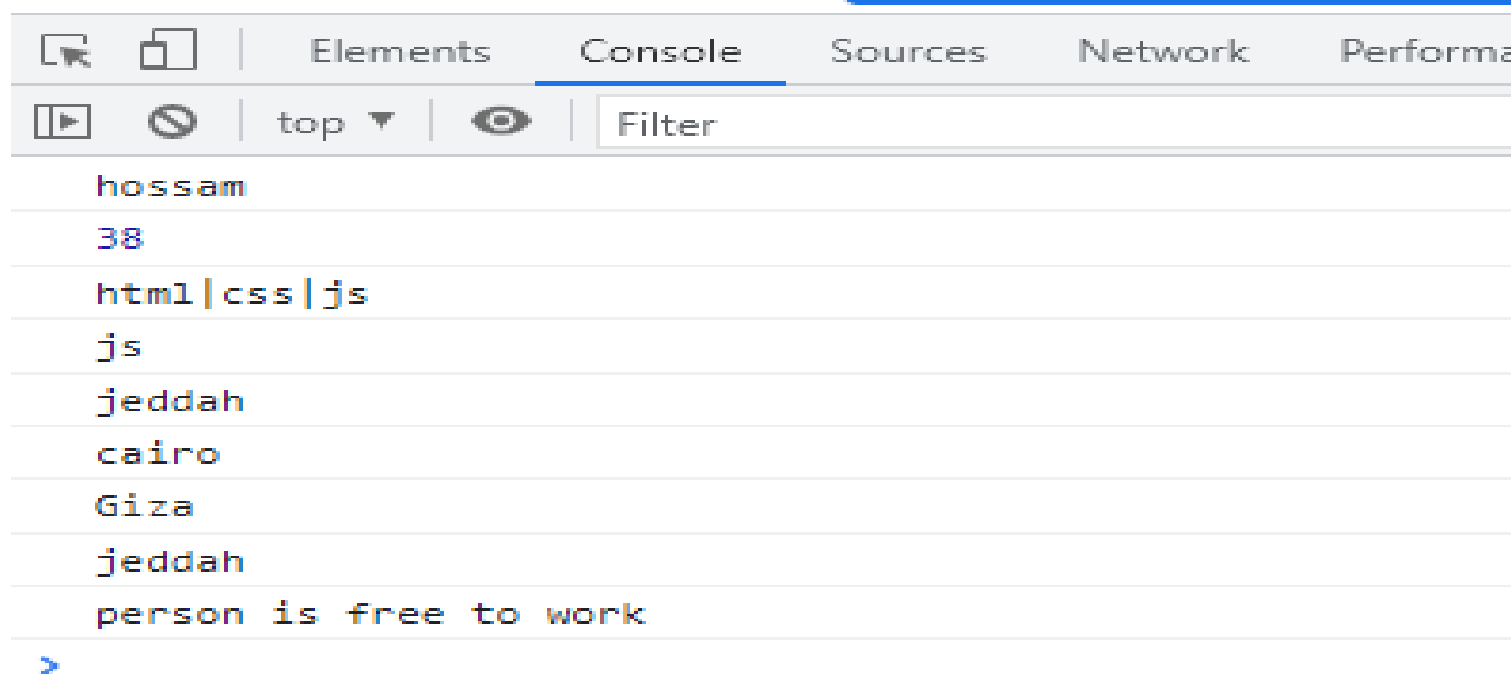 Elements Console Sources Network Performa
top Filter
hossam
38
html|css|js
js
jeddah
cairo
Giza
jeddah
person is free to work
>